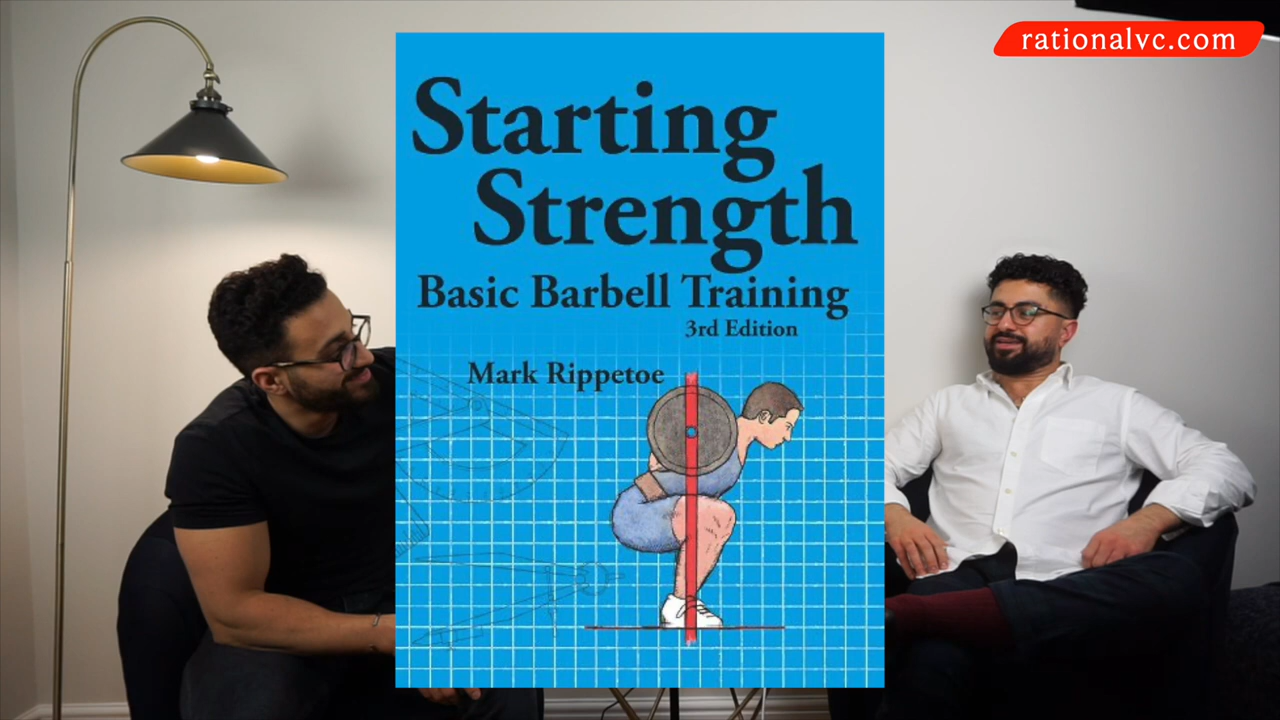 rationalvc.com
Starting
Strength
Basic Barbell Training
3rd Edition
Mark Rippetoe